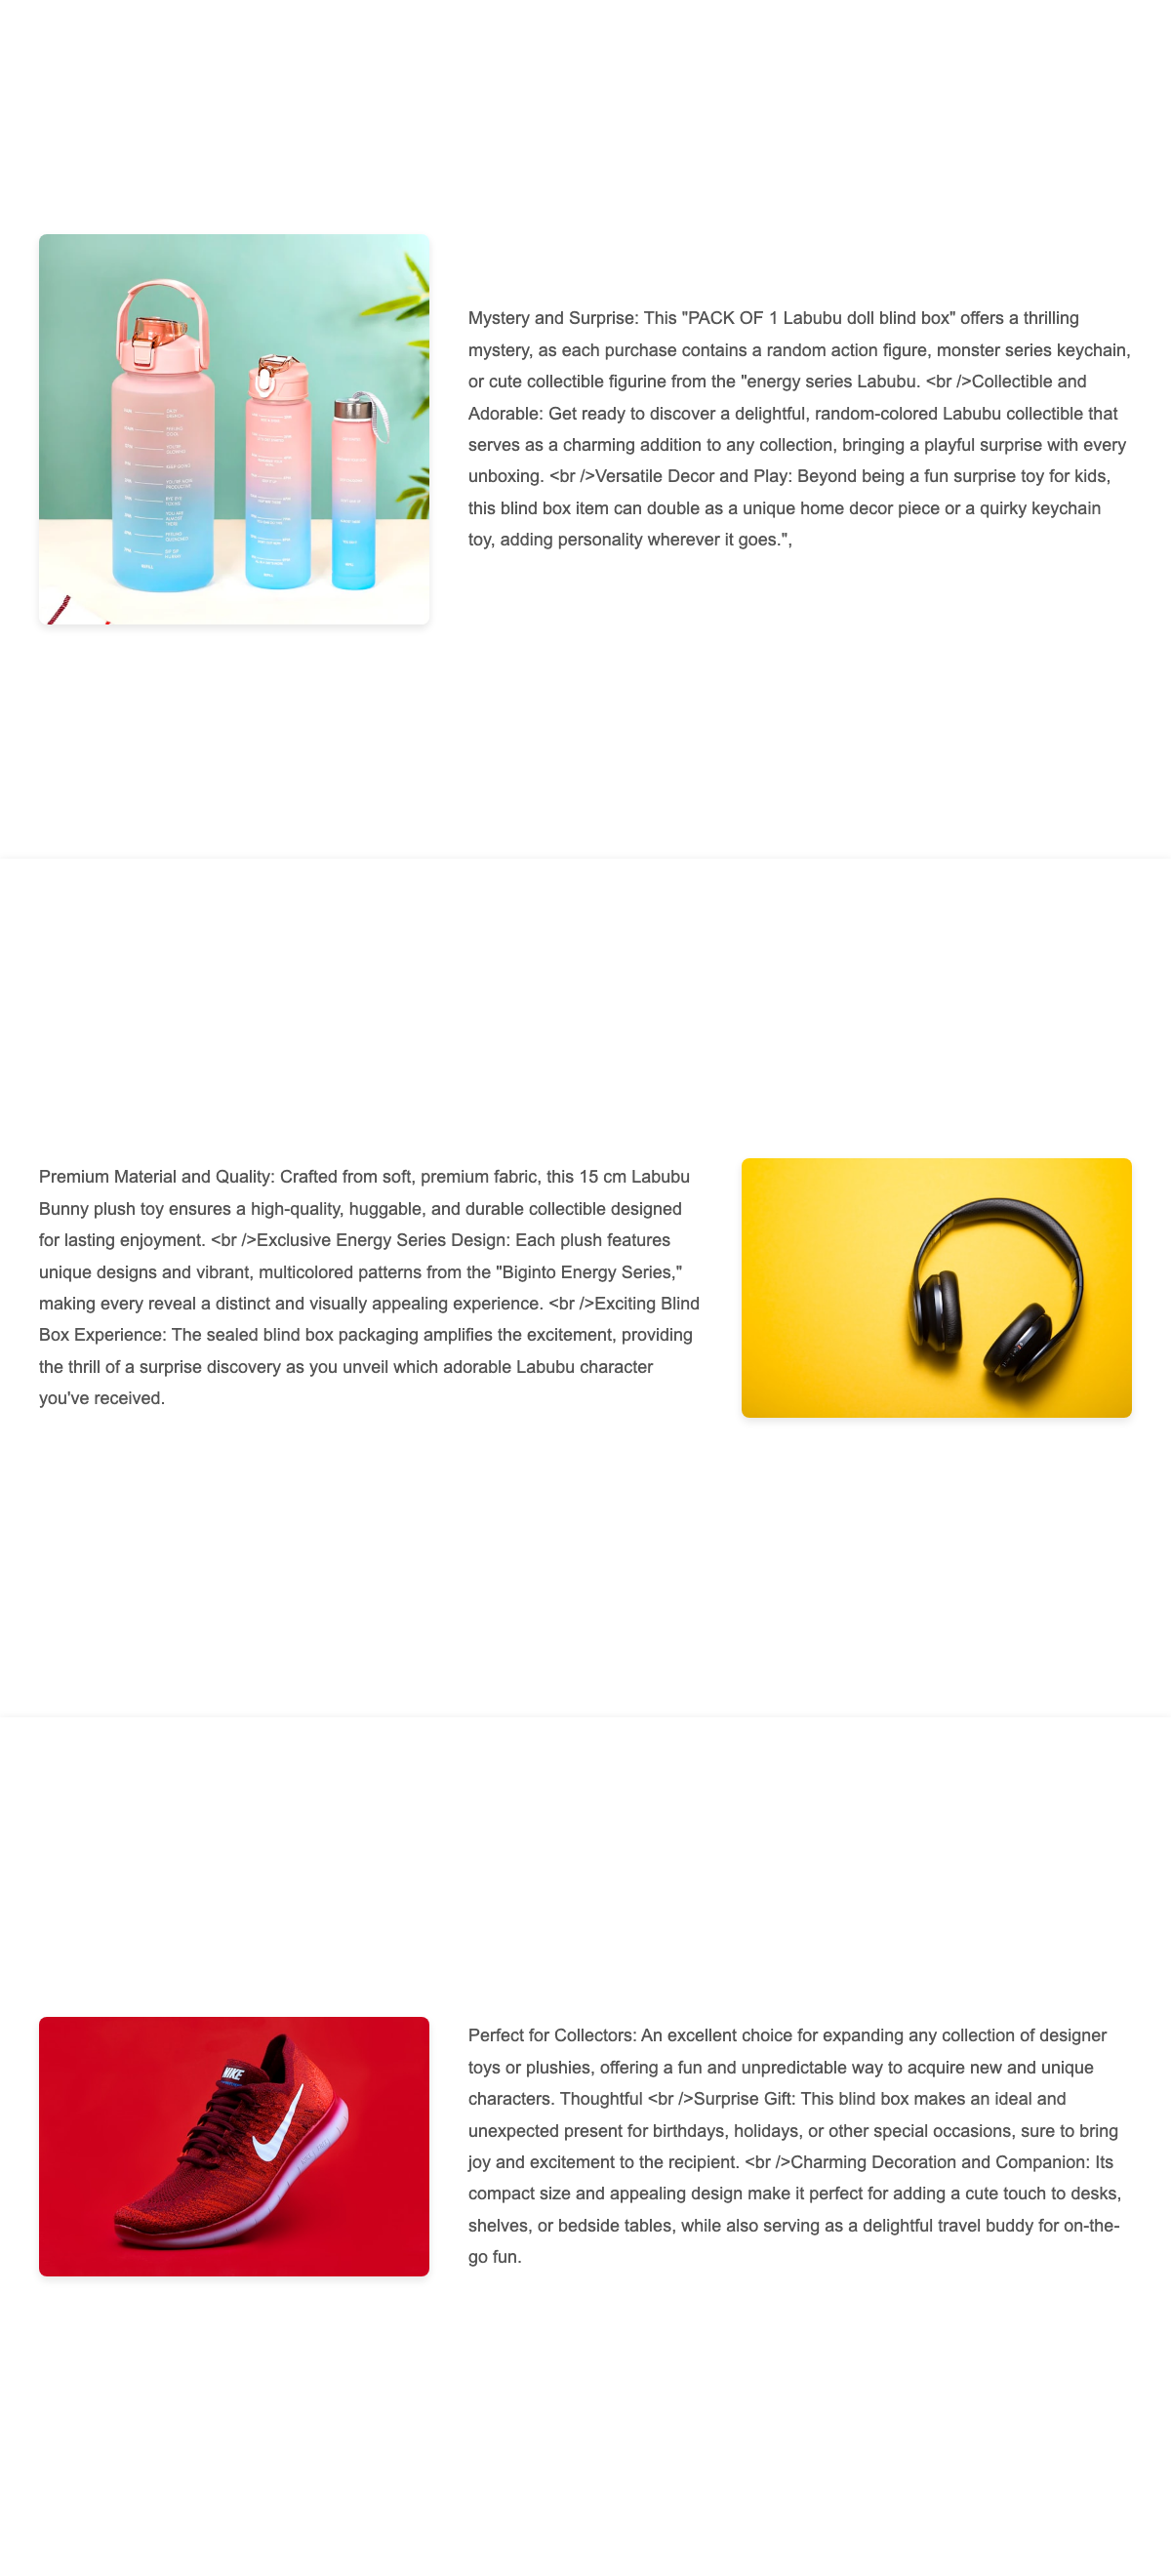 Mystery and Surprise: This "PACK OF 1 Labubu doll blind box" offers a thrilling
mystery, as each purchase contains a random action figure, monster series keychain,
or cute collectible figurine from the "energy series Labubu. <br />Collectible and
Adorable: Get ready to discover a delightful, random-colored Labubu collectible that
serves as a charming addition to any collection, bringing a playful surprise with every
unboxing. <br />Versatile Decor and Play: Beyond being a fun surprise toy for kids,
this blind box item can double as a unique home decor piece or a quirky keychain
toy, adding personality wherever it goes.",
Premium Material and Quality: Crafted from soft, premium fabric, this 15 cm Labubu
Bunny plush toy ensures a high-quality, huggable, and durable collectible designed
for lasting enjoyment. <br />Exclusive Energy Series Design: Each plush features
unique designs and vibrant, multicolored patterns from the "Biginto Energy Series,"
making every reveal a distinct and visually appealing experience. <br />Exciting Blind
Box Experience: The sealed blind box packaging amplifies the excitement, providing
the thrill of a surprise discovery as you unveil which adorable Labubu character
you've received.
NIKE
Perfect for Collectors: An excellent choice for expanding any collection of designer
toys or plushies, offering a fun and unpredictable way to acquire new and unique
characters. Thoughtful <br />Surprise Gift: This blind box makes an ideal and
unexpected present for birthdays, holidays, or other special occasions, sure to bring
joy and excitement to the recipient. <br />Charming Decoration and Companion: Its
compact size and appealing design make it perfect for adding a cute touch to desks,
shelves, or bedside tables, while also serving as a delightful travel buddy for on-the-
go fun.